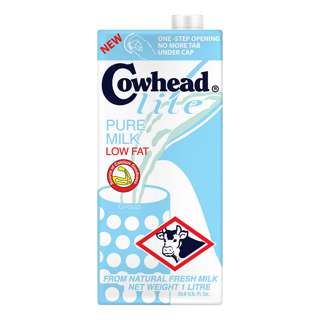 NEW
ONE-STEP OPENING
NO MORE TAB
UNDER CAP
Cowhead®
lite
PURE
MILK
LOW FAT
FROM NATURAL FRESH MILK
NET WEIGHT 1 LITRE